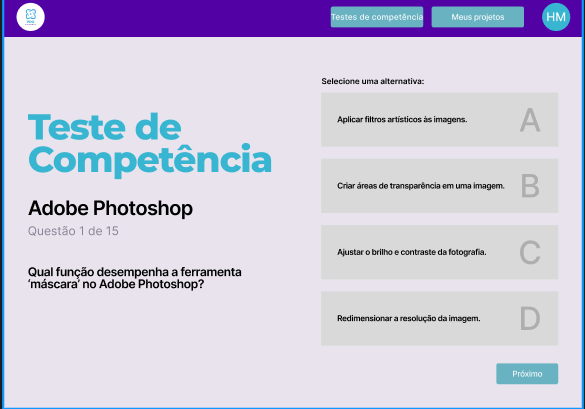 Testes de competência
Meus projetos
HM
Teste de
Competência
Adobe Photoshop
Questão 1 de 15
Qual função desempenha a ferramenta
‘máscara’ no Adobe Photoshop?
Selecione uma alternativa:
Aplicar filtros artísticos às imagens.
A
Criar áreas de transparência em uma imagem.
B
Ajustar o brilho e contraste da fotografia.
C
Redimensionar a resolução da imagem.
D
Próximo